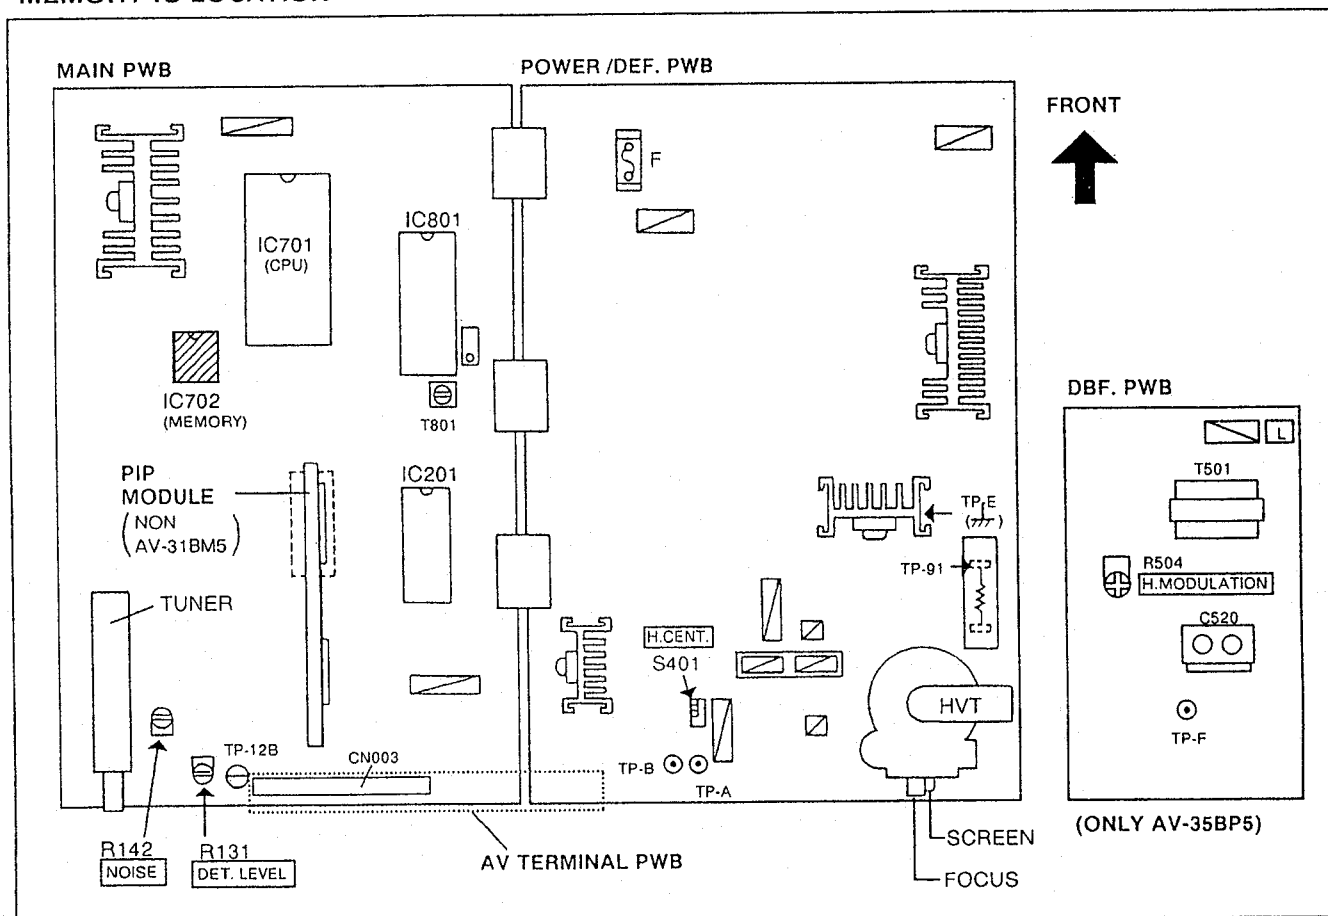 MEMORY IC LOCATION
MAIN PWB
POWER /DEF. PWB
FRONT
F
IC801
IC701
(CPU)
IC702
(MEMORY)
T801
DBF. PWB
L
T501
PIP
MODULE
(NON
AV-31BM5)
IC201
TP-E
TP-91
R504
H.MODULATION
TUNER
H.CENT.
S401
C520
HVT
TP-F
TP-12B
CN003
TP-B
TP-A
R142
NOISE
R131
DET. LEVEL
AV TERMINAL PWB
SCREEN
FOCUS
(ONLY AV-35BP5)